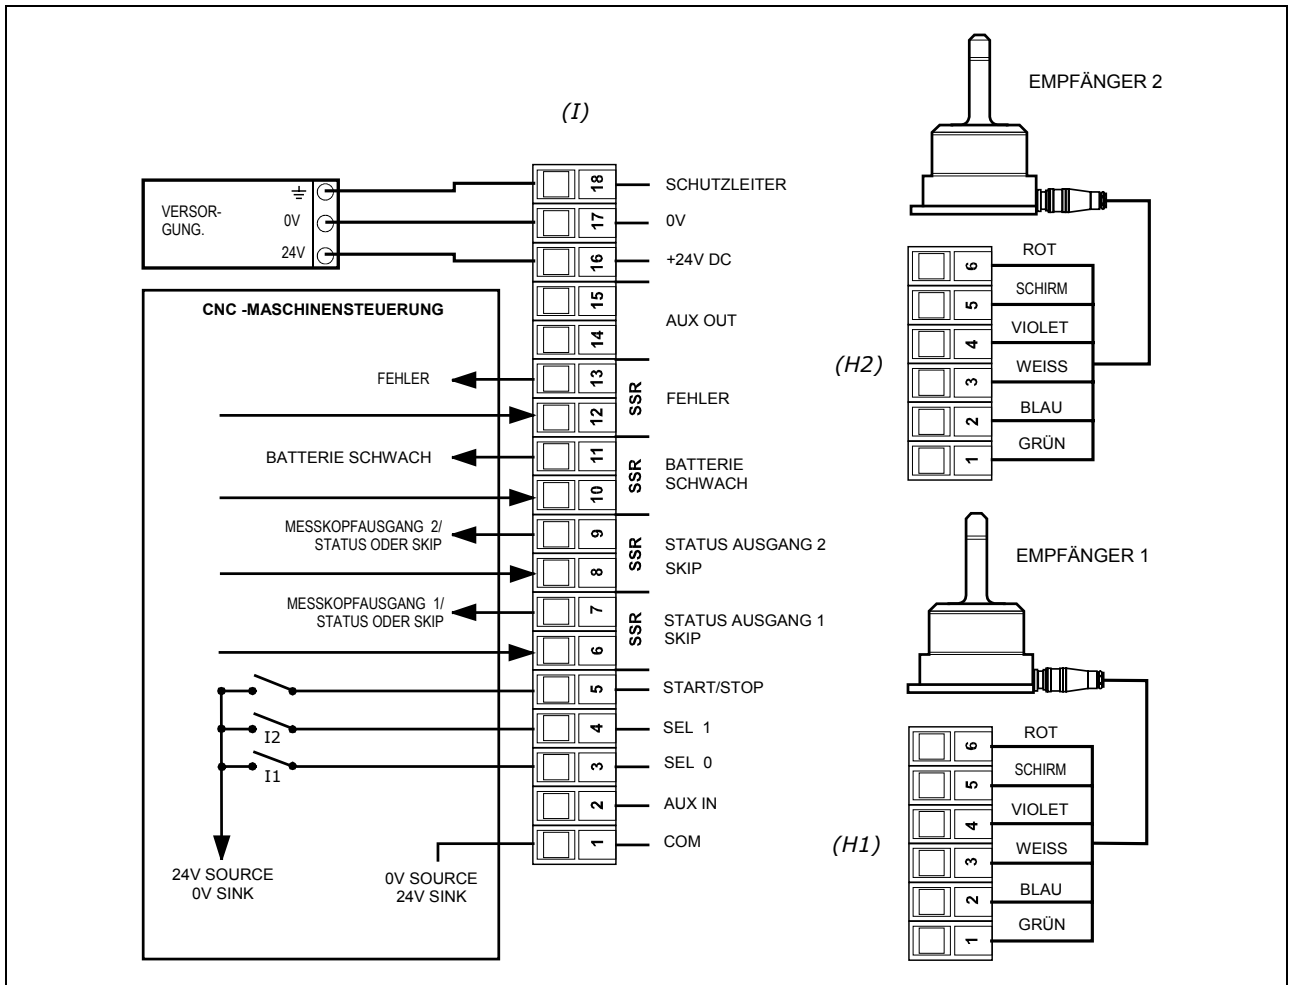 (I)
VERSOR-
GUNG.
0V
24V
CNC -MASCHINENSTEUERUNG
FEHLER
BATTERIE SCHWACH
MESSKOPFAUSGANG 2/
STATUS ODER SKIP
MESSKOPFAUSGANG 1/
STATUS ODER SKIP
I2
I1
24V SOURCE
0V SINK
0V SOURCE
24V SINK
18
17
16
15
14
13
12
11
10
9
8
7
6
5
4
3
2
1
SSR
SSR
SSR
SSR
SCHUTZLEITER
0V
+24V DC
AUX OUT
FEHLER
BATTERIE
SCHWACH
STATUS AUSGANG 2
SKIP
STATUS AUSGANG 1
SKIP
START/STOP
SEL 1
SEL 0
AUX IN
COM
EMPFÄNGER 2
(H2)
6
5
4
3
2
1
ROT
SCHIRM
VIOLET
WEISS
BLAU
GRÜN
EMPFÄNGER 1
(H1)
6
5
4
3
2
1
ROT
SCHIRM
VIOLET
WEISS
BLAU
GRÜN